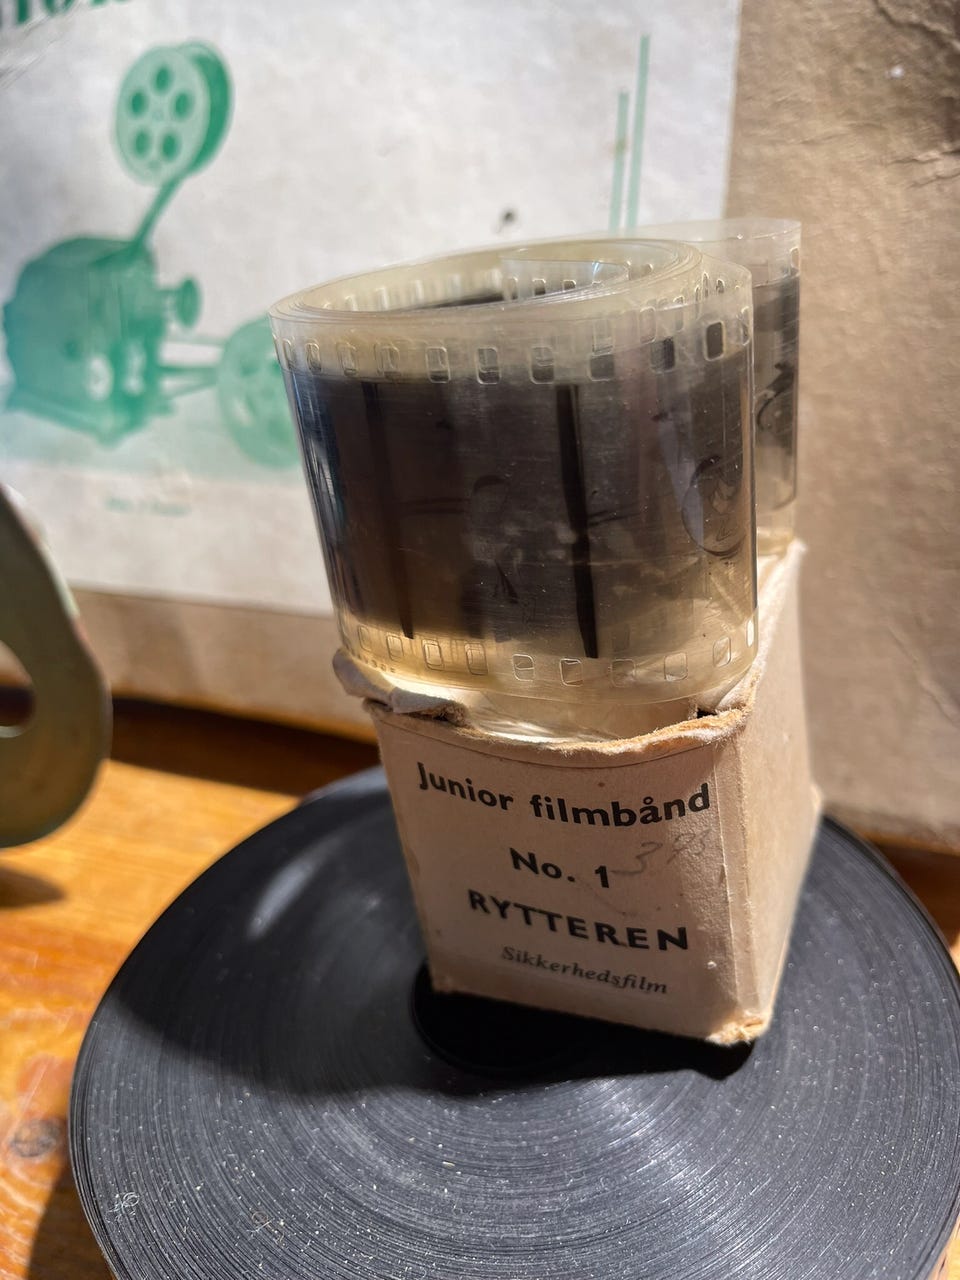 Junior filmbånd
No. 1
RYTTEREN
Sikkerhedsfilm